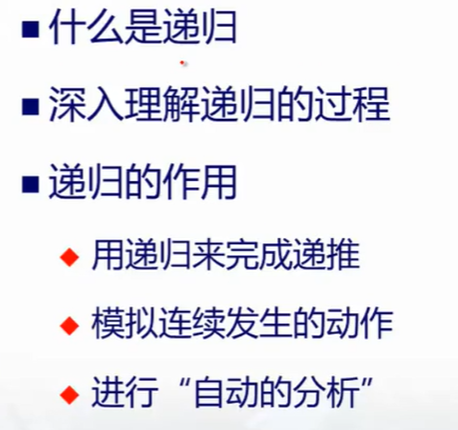 什么是递归
深入理解递归的过程
递归的作用
用递归来完成递推
模拟连续发生的动作
进行“自动的分析”